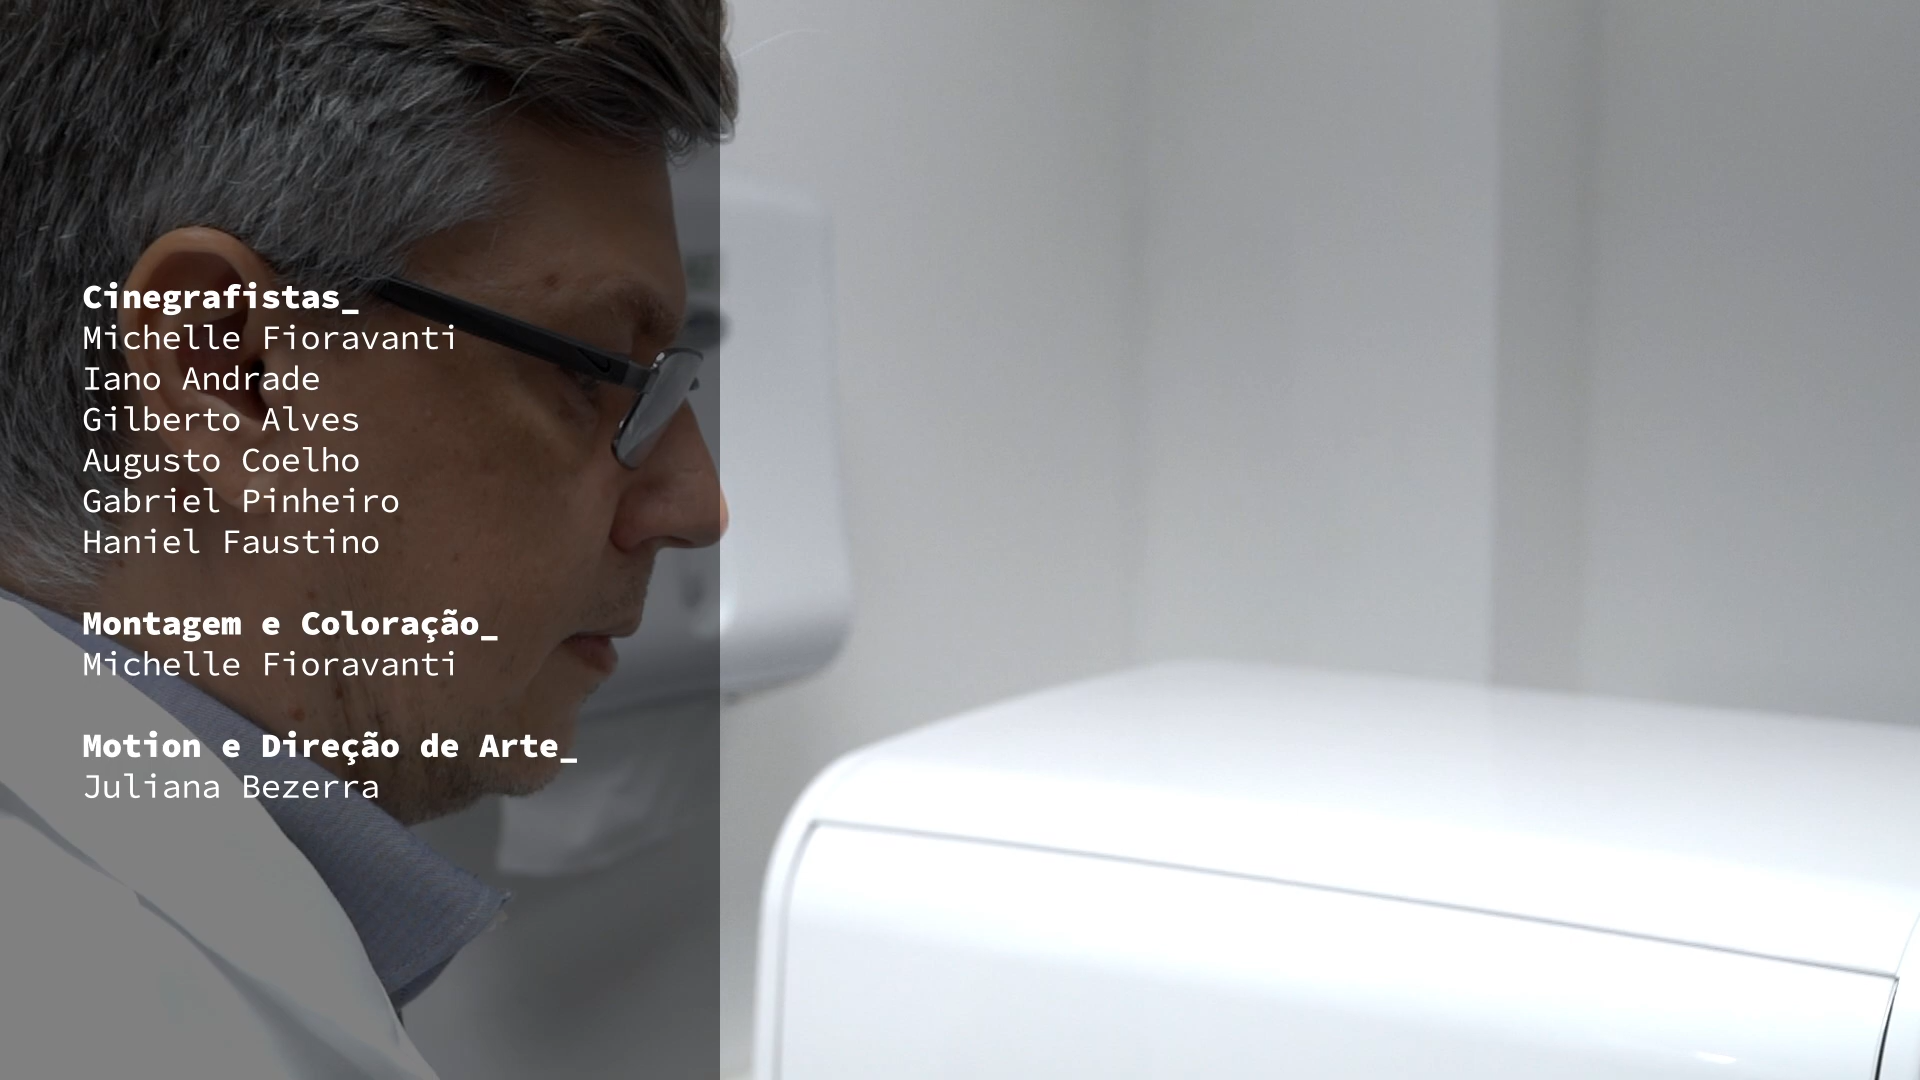 Cinegrafistas_
Michelle Fioravanti
Iano Andrade
Gilberto Alves
Augusto Coelho
Gabriel Pinheiro
Haniel Faustino
Montagem e Coloração_
Michelle Fioravanti
Motion e Direção de Arte_
Juliana Bezerra